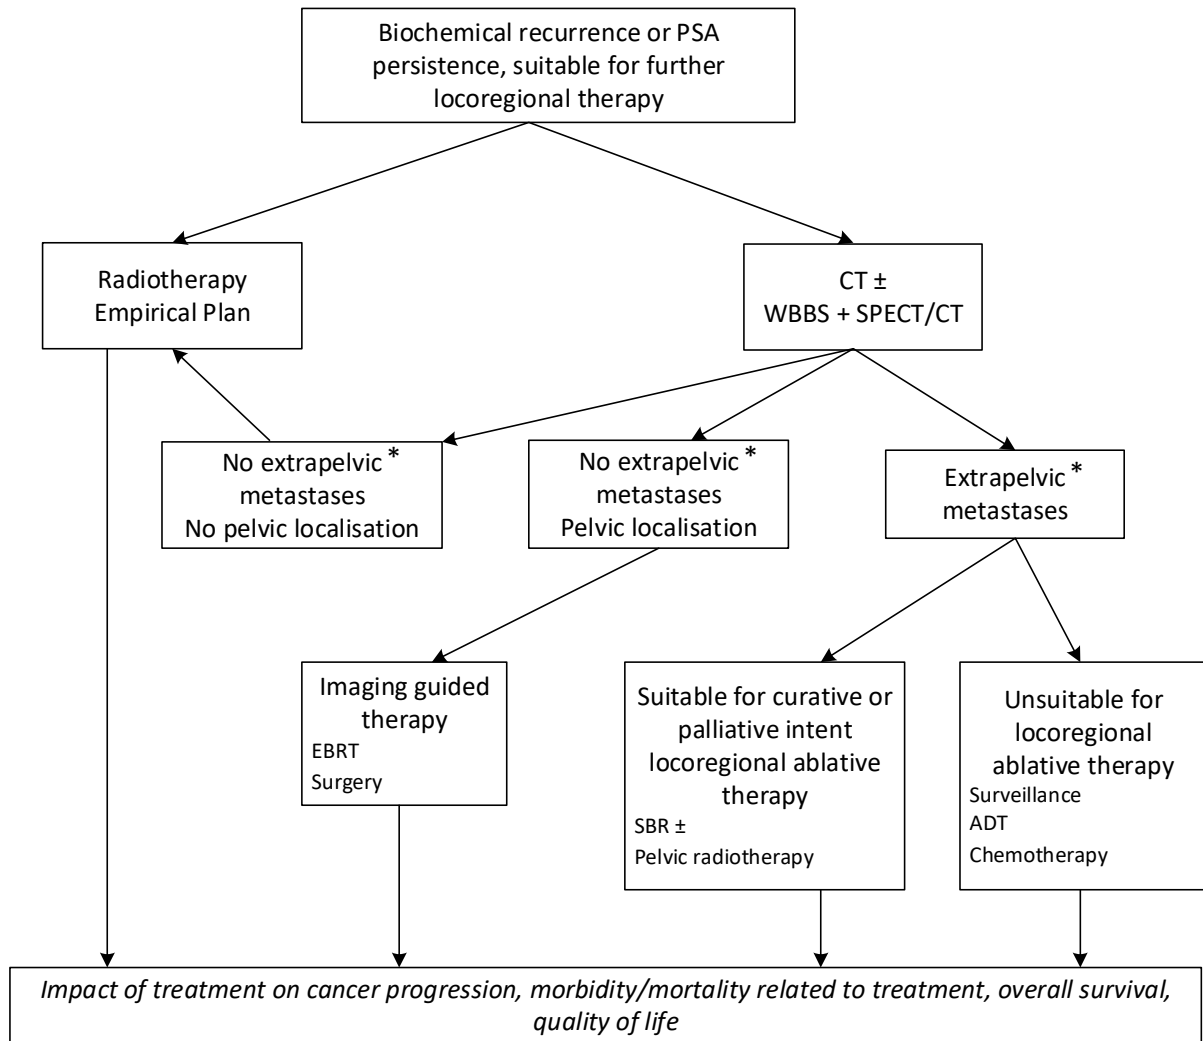 Biochemical recurrence or PSA
persistence, suitable for further
locoregional therapy
Radiotherapy
Empirical Plan
CT ±
WBBS + SPECT/CT
No extrapelvic *
metastases
No pelvic localisation
No extrapelvic *
metastases
Pelvic localisation
Extrapelvic *
metastases
Imaging guided
therapy
EBRT
Surgery
Suitable for curative or
palliative intent
locoregional ablative
therapy
SBR ±
Pelvic radiotherapy
Unsuitable for
locoregional
ablative therapy
Surveillance
ADT
Chemotherapy
Impact of treatment on cancer progression, morbidity/mortality related to treatment, overall survival,
quality of life